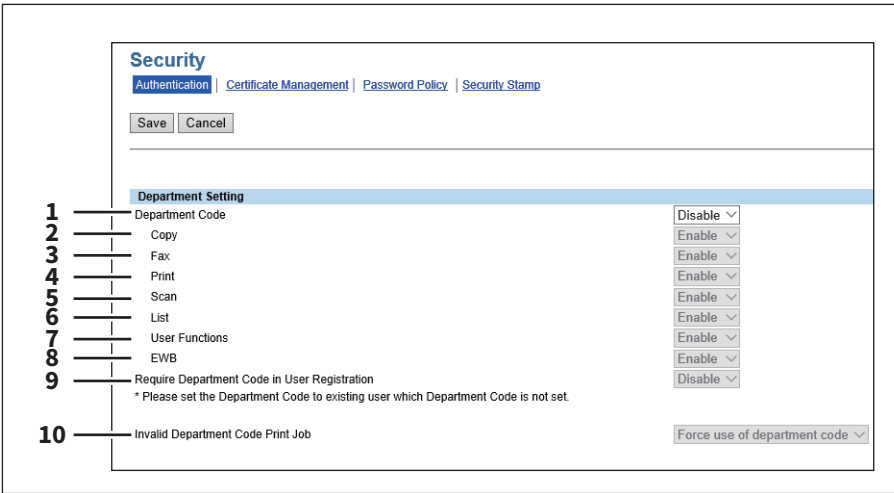 Security
Authentication | Certificate Management | Password Policy | Security Stamp
Save Cancel
Department Setting
1 Department Code Disable
2 Copy Enable
3 Fax Enable
4 Print Enable
5 Scan Enable
6 List Enable
7 User Functions Enable
8 EWB Enable
9 Require Department Code in User Registration Disable
* Please set the Department Code to existing user which Department Code is not set.
10 Invalid Department Code Print Job Force use of department code